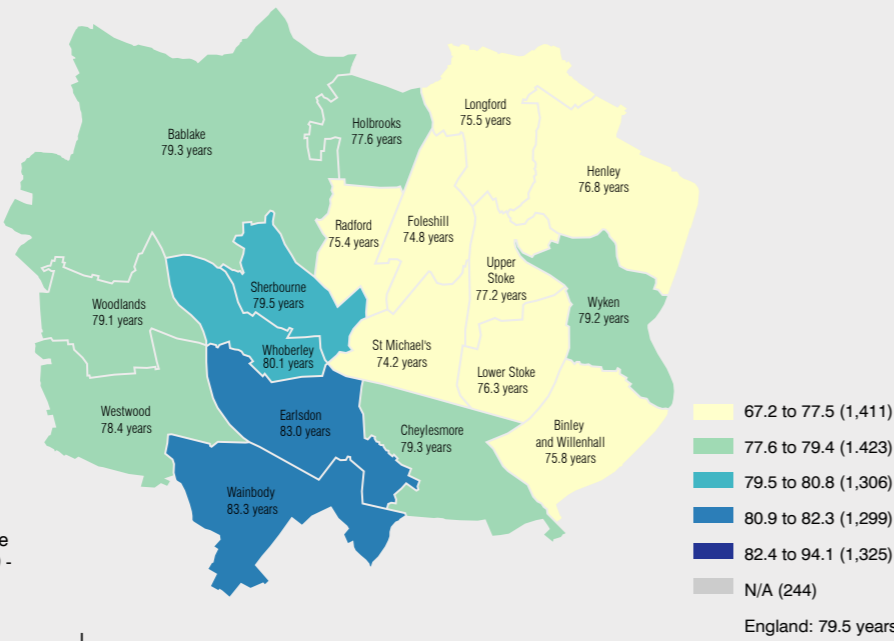 Bablake
79.3 years
Holbrooks
77.6 years
Longford
75.5 years
Henley
76.8 years
Radford
75.4 years
Foleshill
74.8 years
Upper
Stoke
77.2 years
Wyken
79.2 years
Sherbourne
79.5 years
Woodlands
79.1 years
Whoberley
80.1 years
St Michael's
74.2 years
Lower Stoke
76.3 years
Westwood
78.4 years
Earlsdon
83.0 years
Cheylesmore
79.3 years
Binley
and Willenhall
75.8 years
Wainbody
83.3 years
67.2 to 77.5 (1,411)
77.6 to 79.4 (1.423)
79.5 to 80.8 (1,306)
80.9 to 82.3 (1,299)
82.4 to 94.1 (1,325)
N/A (244)
England: 79.5 years